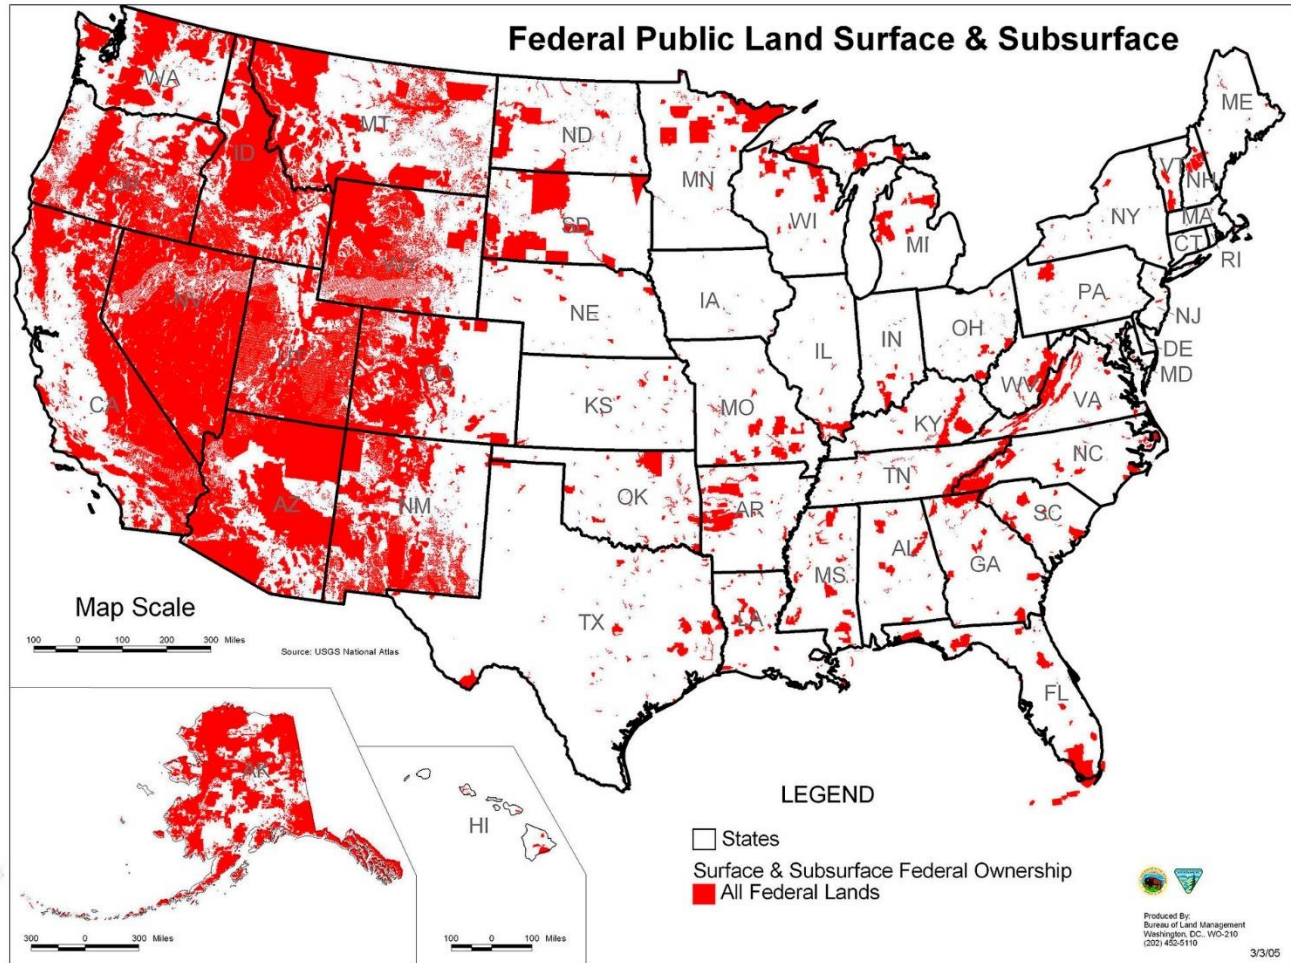 Federal Public Land Surface & Subsurface
WA
MT
ND
MN
ME
ID
OR
SD
WI
MI
VT
NH
NY
MA
CT
RI
WY
NE
IA
PA
NJ
NV
UT
CO
KS
MO
IL
IN
OH
DE
MD
WV
VA
KY
CA
AZ
NM
OK
AR
TN
NC
SC
MS
AL
GA
TX
LA
FL
Map Scale
100 0 100 200 300 Miles
Source: USGS National Atlas
AK
300 0 300 Miles
HI
100 0 100 Miles
LEGEND
States
Surface & Subsurface Federal Ownership
All Federal Lands
Produced By:
Bureau of Land Management
Washington, DC., WO-210
(202) 452-5110
3/3/05